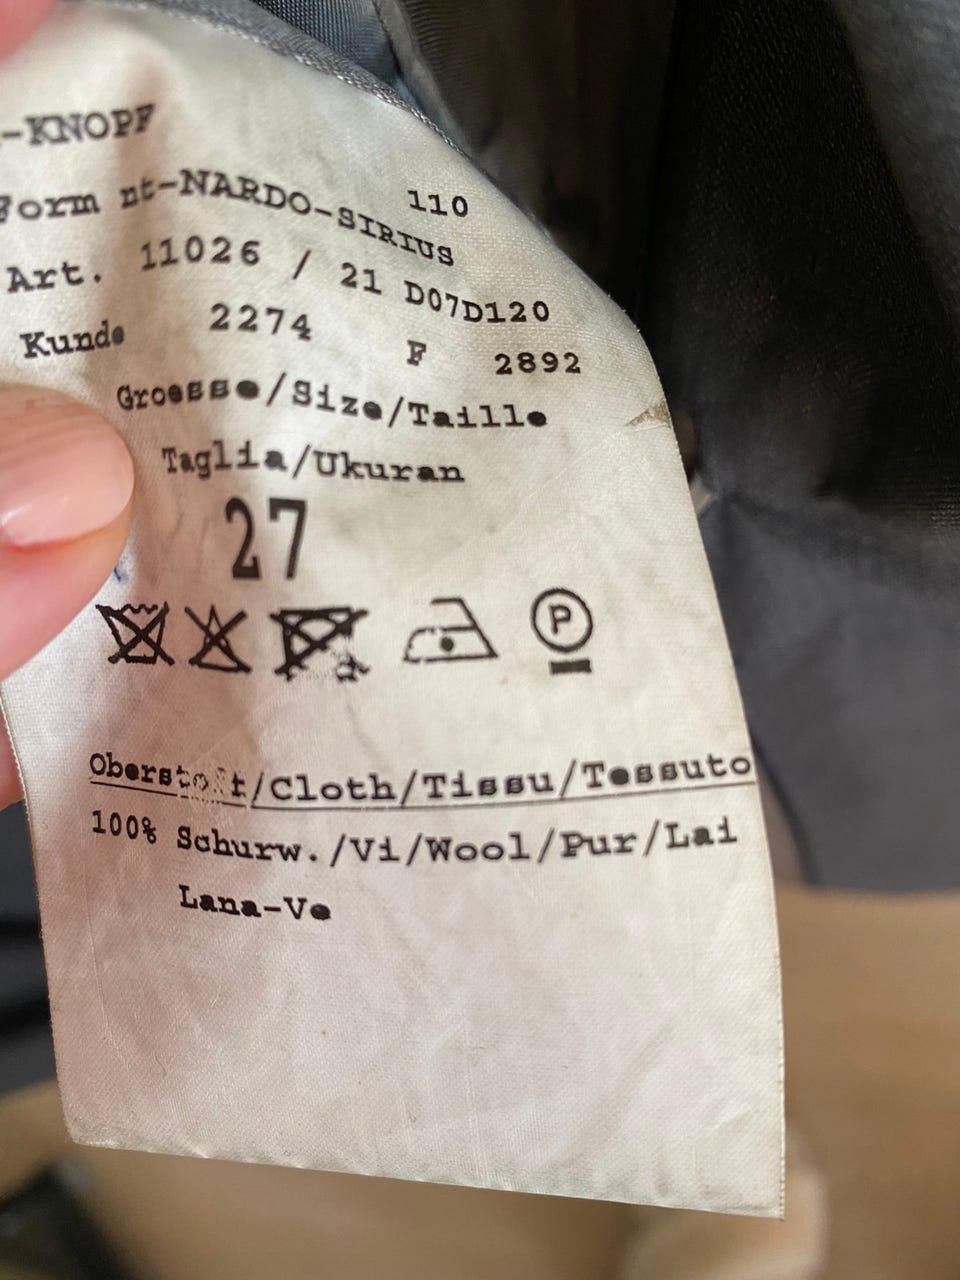 -KNOPF
Form nt-NARDO-SIRIUS 110
Art. 11026 / 21 D07D120
Kunde 2274 F 2892
Groesse/Size/Taille
Taglia/Ukuran
27
P
Oberstoff/Cloth/Tissu/Tessuto
100% Schurw./Vi/Wool/Pur/Lai
Lana-Ve